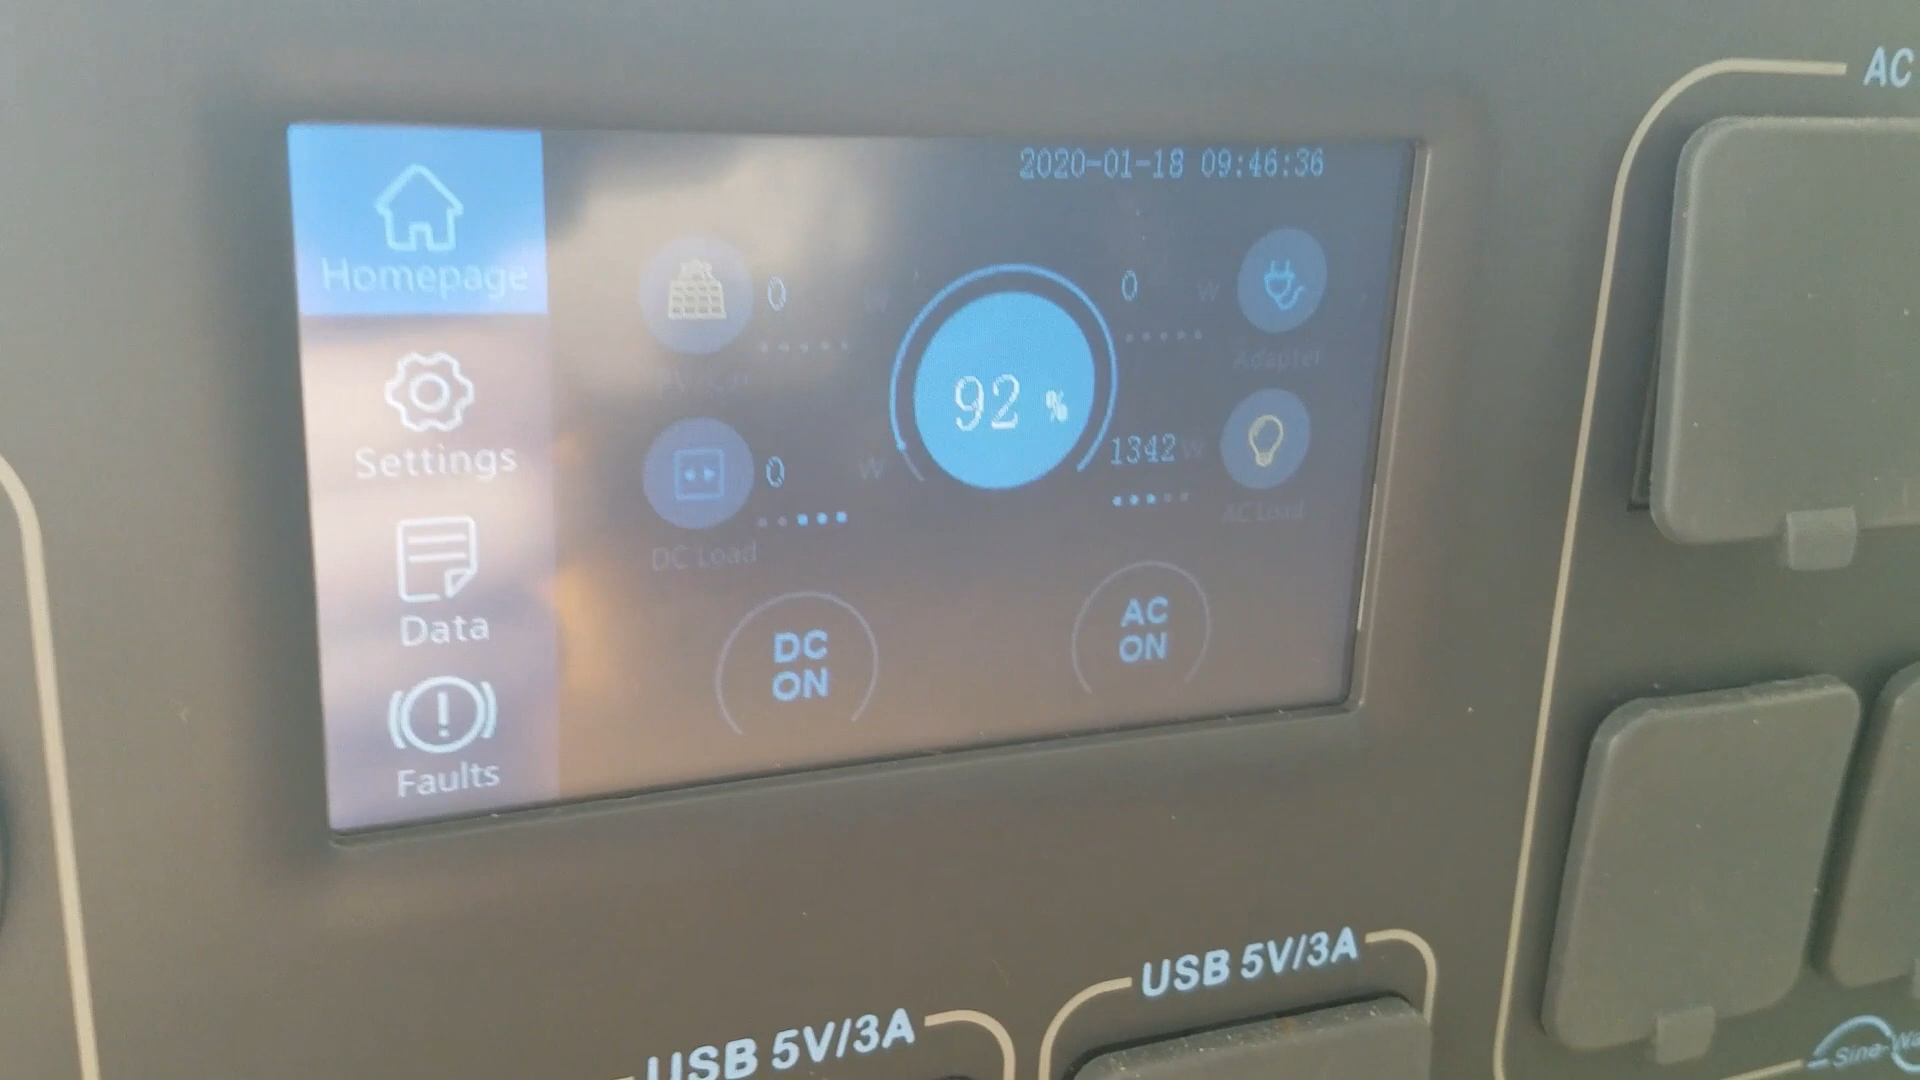 2020-01-18 09:46:36
Homepage
0 W
0 W
Adapter
92 %
Settings
0 W
1342 W
DC Load
AC Load
DC
ON
AC
ON
Data
Faults
AC
USB 5V/3A
USB 5V/3A